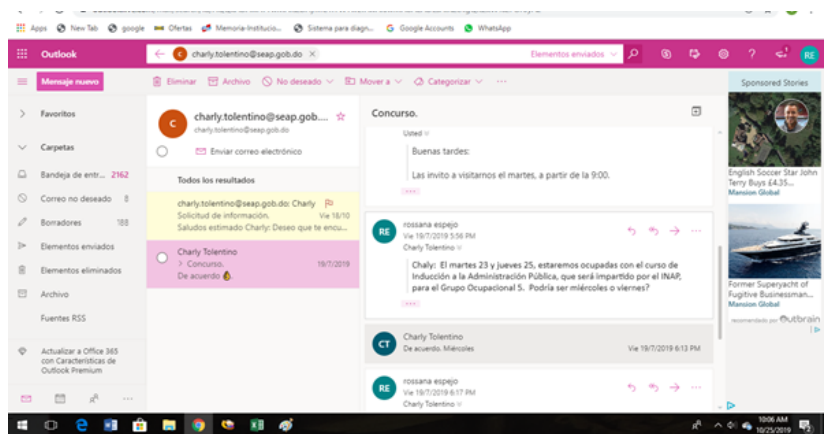 Apps New Tab google Ofertas Memoria-Institucio... Sistema para diagn... Google Accounts WhatsApp
Outlook
charly.tolentino@seap.gob.do
Elementos enviados
RE
Mensaje nuevo
Eliminar Archivo No deseado Mover a Categorizar ...
Favoritos
Carpetas
Bandeja de entr... 2162
Correo no deseado 8
Borradores 188
Elementos enviados
Elementos eliminados
Archivo
Fuentes RSS
Actualizar a Office 365
con Características de
Outlook Premium
C
charly.tolentino@seap.gob....
charly.tolentino@seap.gob.do
Enviar correo electrónico
Todos los resultados
charly.tolentino@seap.gob.do: Charly
Solicitud de información. Vie 18/10
Saludos estimado Charly: Deseo que te encu...
Charly Tolentino
> Concurso. 19/7/2019
De acuerdo
Concurso.
Usted
Buenas tardes:
Las invito a visitarnos el martes, a partir de la 9:00.
RE
rossana espejo
Vie 19/7/2019 5:56 PM
Charly Tolentino
Chaly: El martes 23 y jueves 25, estaremos ocupadas con el curso de
Inducción a la Administración Pública, que será impartido por el INAP,
para el Grupo Ocupacional 5. Podría ser miércoles o viernes?
CT
Charly Tolentino
De acuerdo. Miércoles Vie 19/7/2019 6:13 PM
RE
rossana espejo
Vie 19/7/2019 6:17 PM
Charly Tolentino
Sponsored Stories
English Soccer Star John
Terry Buys £4.35...
Mansion Global
Former Superyacht of
Fugitive Businessman...
Mansion Global
recomendado por Outbrain
10:06 AM
10/25/2019